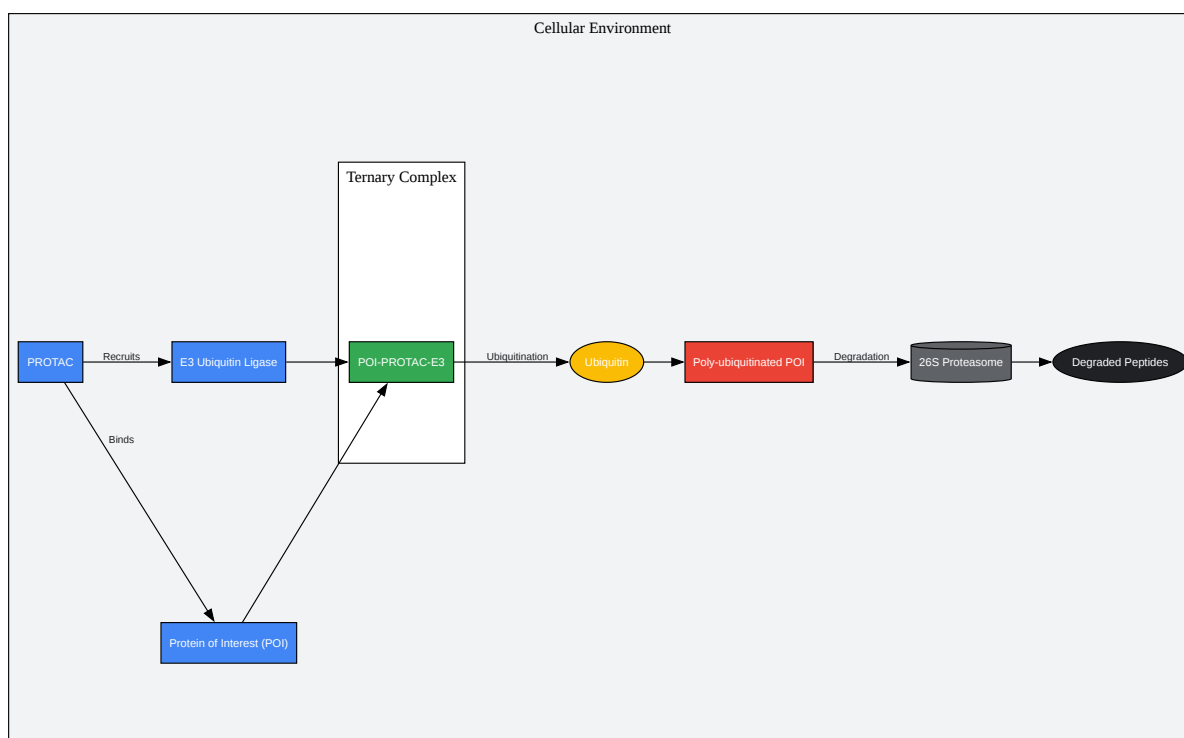 Cellular Environment
Ternary Complex
PROTAC
Recruits
E3 Ubiquitin Ligase
POI-PROTAC-E3
Ubiquitination
Ubiquitin
Poly-ubiquitinated POI
Degradation
26S Proteasome
Degraded Peptides
Binds
Protein of Interest (POI)